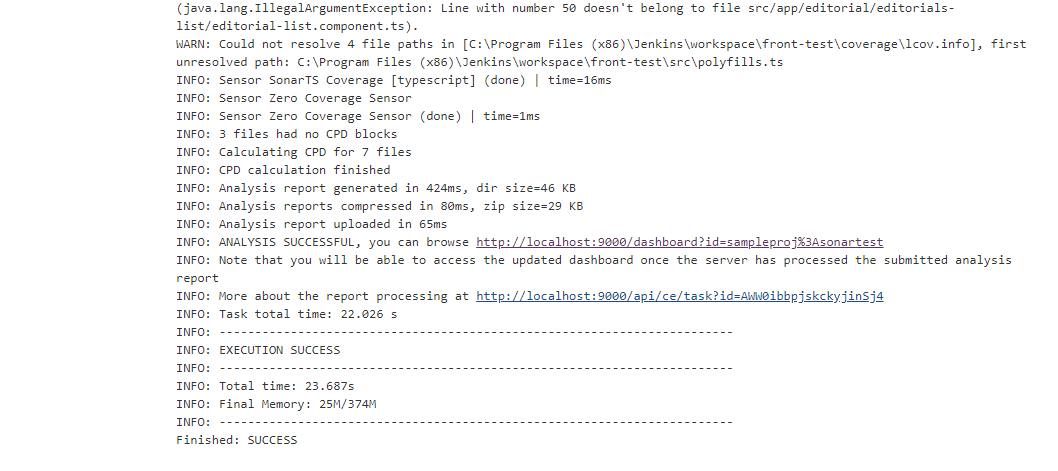 (java.lang.IllegalArgumentException: Line with number 50 doesn't belong to file src/app/editorial/editorials-
list/editorial-list.component.ts).
WARN: Could not resolve 4 file paths in [C:\Program Files (x86)\Jenkins\workspace\front-test\coverage\lcov.info], first
unresolved path: C:\Program Files (x86)\Jenkins\workspace\front-test\src\polyfills.ts
INFO: Sensor SonarTS Coverage [typescript] (done) | time=16ms
INFO: Sensor Zero Coverage Sensor
INFO: Sensor Zero Coverage Sensor (done) | time=1ms
INFO: 3 files had no CPD blocks
INFO: Calculating CPD for 7 files
INFO: CPD calculation finished
INFO: Analysis report generated in 424ms, dir size=46 KB
INFO: Analysis reports compressed in 80ms, zip size=29 KB
INFO: Analysis report uploaded in 65ms
INFO: ANALYSIS SUCCESSFUL, you can browse http://localhost:9000/dashboard?id=sampleproj%3Asonartest
INFO: Note that you will be able to access the updated dashboard once the server has processed the submitted analysis
report
INFO: More about the report processing at http://localhost:9000/api/ce/task?id=AWW0ibbpjskckyjinSj4
INFO: Task total time: 22.026 s
INFO: ------------------------------------------------------------------------
INFO: EXECUTION SUCCESS
INFO: ------------------------------------------------------------------------
INFO: Total time: 23.687s
INFO: Final Memory: 25M/374M
INFO: ------------------------------------------------------------------------
Finished: SUCCESS